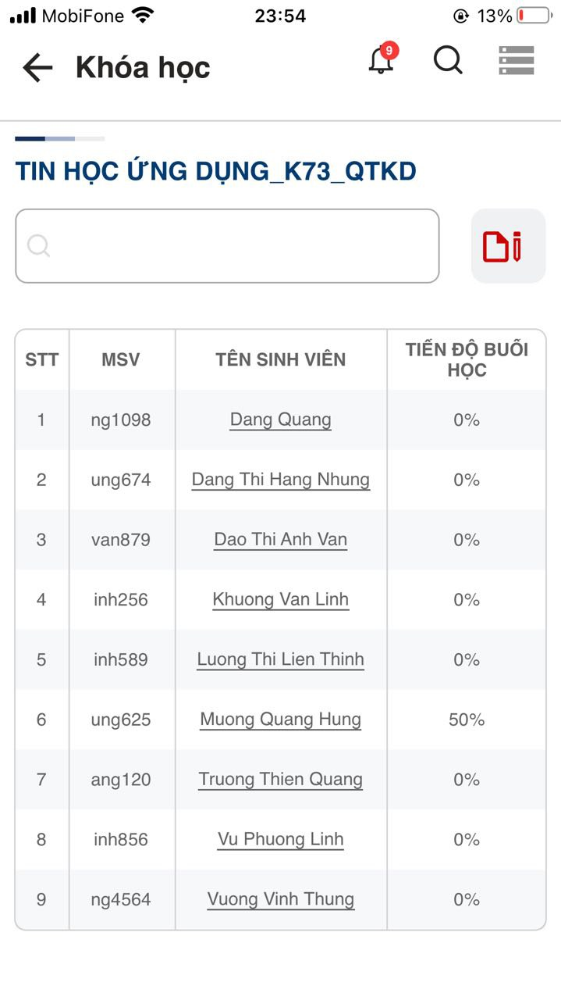 MobiFone 23:54 13%
Khóa học 9
TIN HỌC ỨNG DỤNG_K73_QTKD
STT MSV TÊN SINH VIÊN TIẾN ĐỘ BUỔI HỌC
1 ng1098 Dang Quang 0%
2 ung674 Dang Thi Hang Nhung 0%
3 van879 Dao Thi Anh Van 0%
4 inh256 Khuong Van Linh 0%
5 inh589 Luong Thi Lien Thinh 0%
6 ung625 Muong Quang Hung 50%
7 ang120 Truong Thien Quang 0%
8 inh856 Vu Phuong Linh 0%
9 ng4564 Vuong Vinh Thung 0%